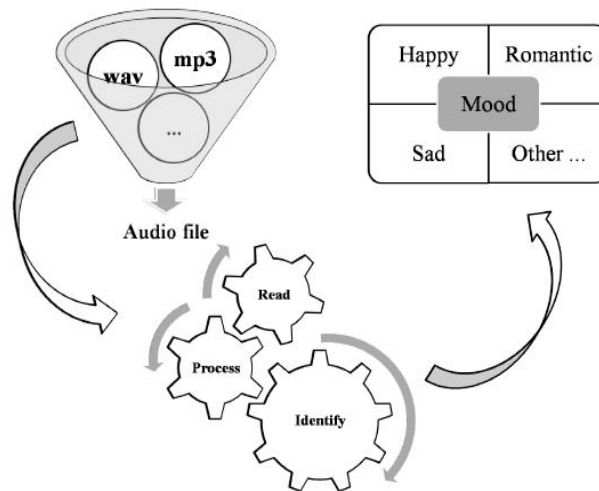 wav
mp3
...
Audio file
Happy
Romantic
Mood
Sad
Other ...
Read
Process
Identify